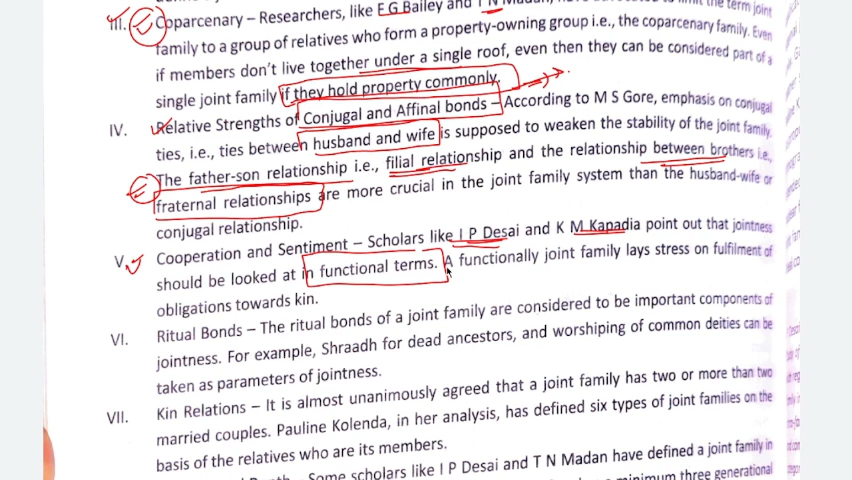 III. Coparcenary – Researchers, like F G Bailey and T N Madan, the term joint
family to a group of relatives who form a property-owning group i.e., the coparcenary family. Even
if members don't live together under a single roof, even then they can be considered part of a
single joint family if they hold property commonly.
IV. Relative Strengths of Conjugal and Affinal bonds – According to M S Gore, emphasis on conjugal
ties, i.e., ties between husband and wife is supposed to weaken the stability of the joint family.
The father-son relationship i.e., filial relationship and the relationship between brothers i.e.,
fraternal relationships are more crucial in the joint family system than the husband-wife or
conjugal relationship.
V. Cooperation and Sentiment – Scholars like I P Desai and K M Kapadia point out that jointness
should be looked at in functional terms. A functionally joint family lays stress on fulfilment of
obligations towards kin.
VI. Ritual Bonds – The ritual bonds of a joint family are considered to be important components of
jointness. For example, Shraadh for dead ancestors, and worshiping of common deities can be
taken as parameters of jointness.
VII. Kin Relations – It is almost unanimously agreed that a joint family has two or more than two
married couples. Pauline Kolenda, in her analysis, has defined six types of joint families on the
basis of the relatives who are its members.
– Some scholars like I P Desai and T N Madan have defined a joint family in
minimum three generational